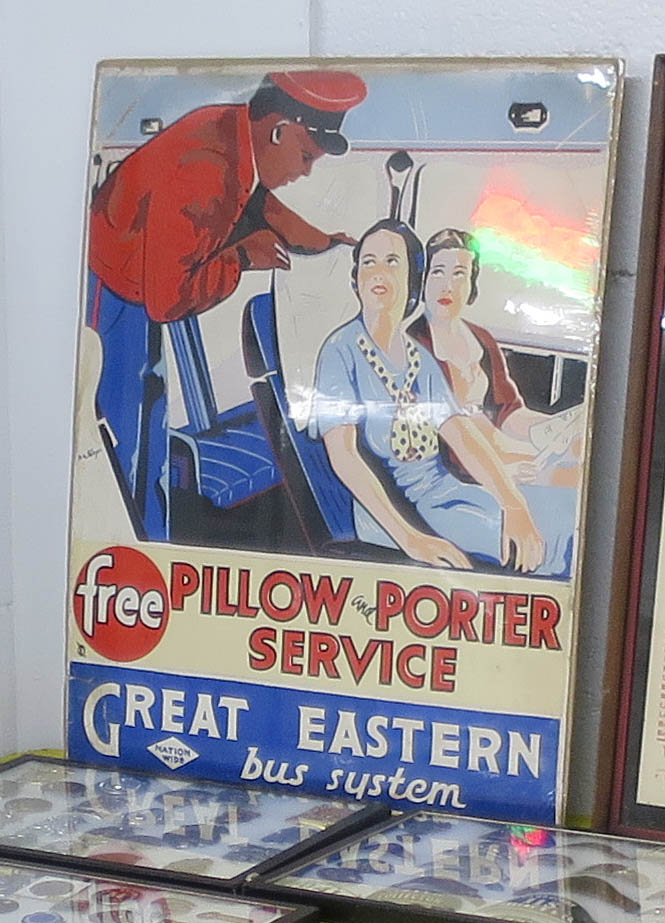 free PILLOW and PORTER
SERVICE
GREAT EASTERN
NATION
WIDE
bus system